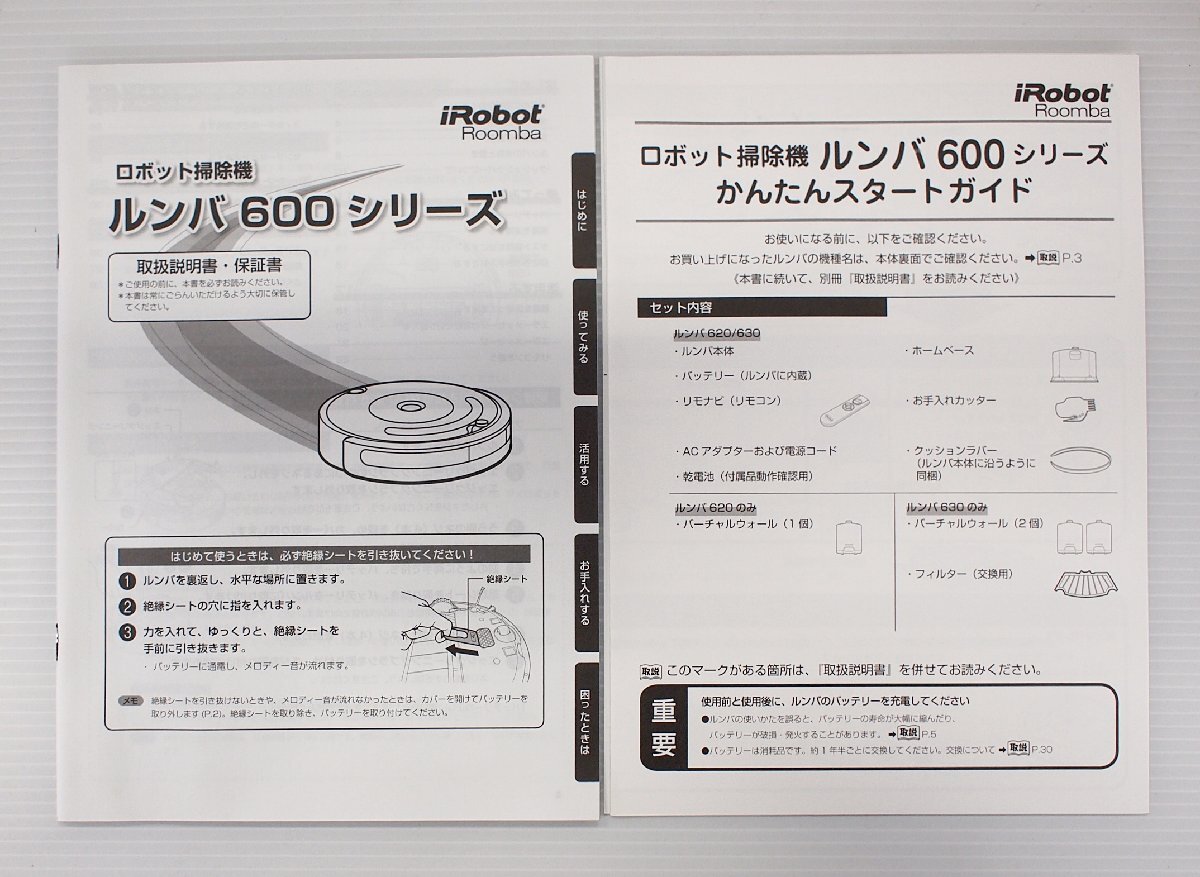 iRobot
Roomba
ロボット掃除機
ルンバ 600 シリーズ
取扱説明書・保証書
*ご使用の前に、本書を必ずお読みください。
*本書は常にごらんいただけるよう大切に保管し
てください。
はじめに
使ってみる
活用する
お手入れする
困ったときは
はじめて使うときは、必ず絶縁シートを引き抜いてください!
1 ルンバを裏返し、水平な場所に置きます。
2 絶縁シートの穴に指を入れます。
3 力を入れて、ゆっくりと、絶縁シートを
手前に引き抜きます。
・バッテリーに通電し、メロディー音が流れます。
絶縁シート
メモ 絶縁シートを引き抜けないときや、メロディー音が流れなかったときは、カバーを開けてバッテリーを
取り外します(P.2)。絶縁シートを取り除き、バッテリーを取り付けてください。
iRobot
Roomba
ロボット掃除機 ルンバ 600 シリーズ
かんたんスタートガイド
お使いになる前に、以下をご確認ください。
お買い上げになったルンバの機種名は、本体裏面でご確認ください。➡取説 P.3
《本書に続いて、別冊『取扱説明書』をお読みください》
セット内容
ルンバ 620/630
・ルンバ本体
・バッテリー(ルンバに内蔵)
・リモナビ(リモコン)
・AC アダプターおよび電源コード
・乾電池(付属品動作確認用)
・ホームベース
・お手入れカッター
・クッションラバー
(ルンバ本体に沿うように
同梱)
ルンバ 620 のみ
・バーチャルウォール(1 個)
ルンバ 630 のみ
・バーチャルウォール(2 個)
・フィルター(交換用)
取説 このマークがある箇所は、『取扱説明書』を併せてお読みください。
重要
使用前と使用後に、ルンバのバッテリーを充電してください
●ルンバの使いかたを誤ると、バッテリーの寿命が大幅に縮んだり、
バッテリーが破損・発火することがあります。➡取説 P.5
●バッテリーは消耗品です。約 1 年半ごとに交換してください。交換について➡取説 P.30